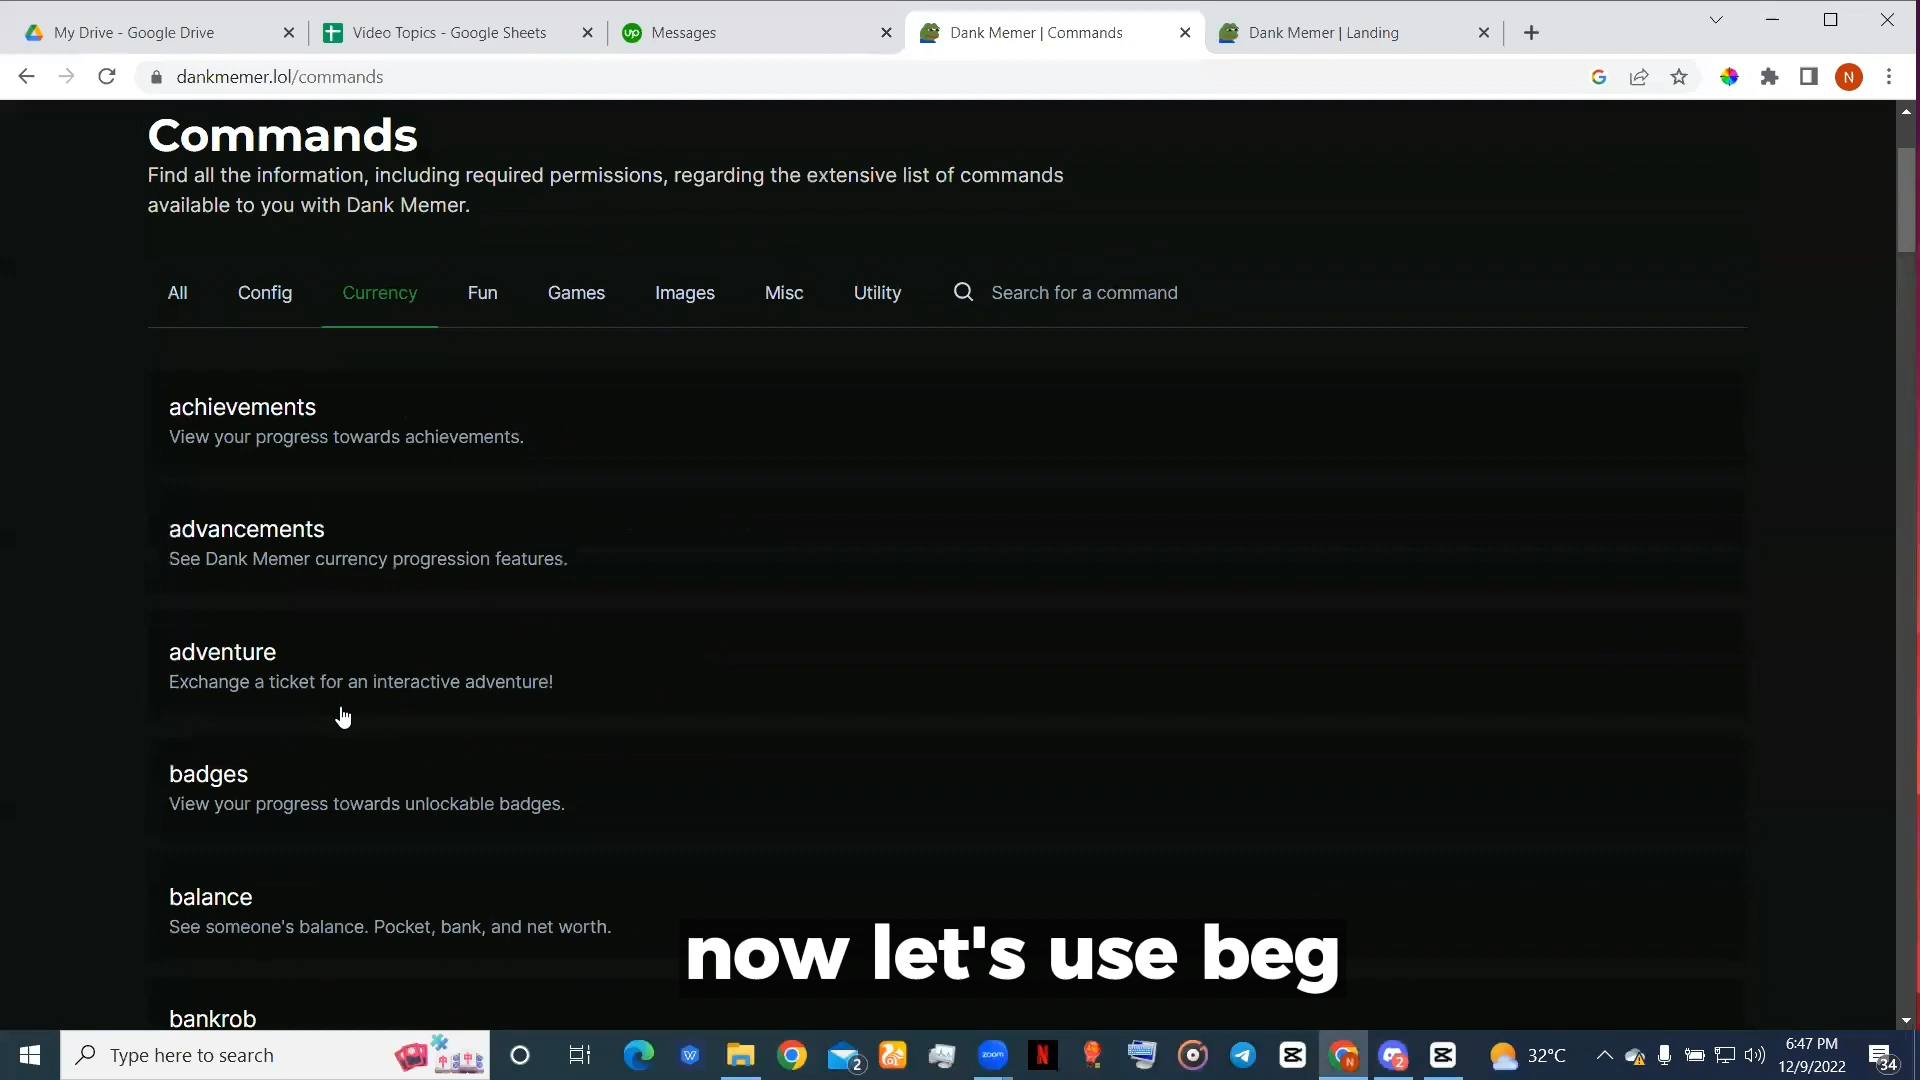 My Drive - Google Drive
Video Topics - Google Sheets
up Messages
Dank Memer | Commands
Dank Memer | Landing
dankmemer.lol/commands
G
N
Commands
Find all the information, including required permissions, regarding the extensive list of commands
available to you with Dank Memer.
All Config Currency Fun Games Images Misc Utility Search for a command
achievements
View your progress towards achievements.
advancements
See Dank Memer currency progression features.
adventure
Exchange a ticket for an interactive adventure!
badges
View your progress towards unlockable badges.
balance
See someone's balance. Pocket, bank, and net worth.
now let's use beg
bankrob
Type here to search
2
zoom
N
N
2
32°C
6:47 PM
12/9/2022
34